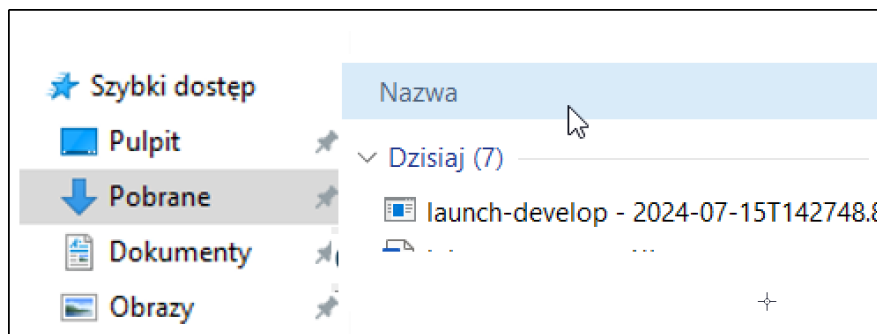 Szybki dostęp
Pulpit
Pobrane
Dokumenty
Obrazy
Nazwa
Dzisiaj (7)
launch-develop - 2024-07-15T142748.8